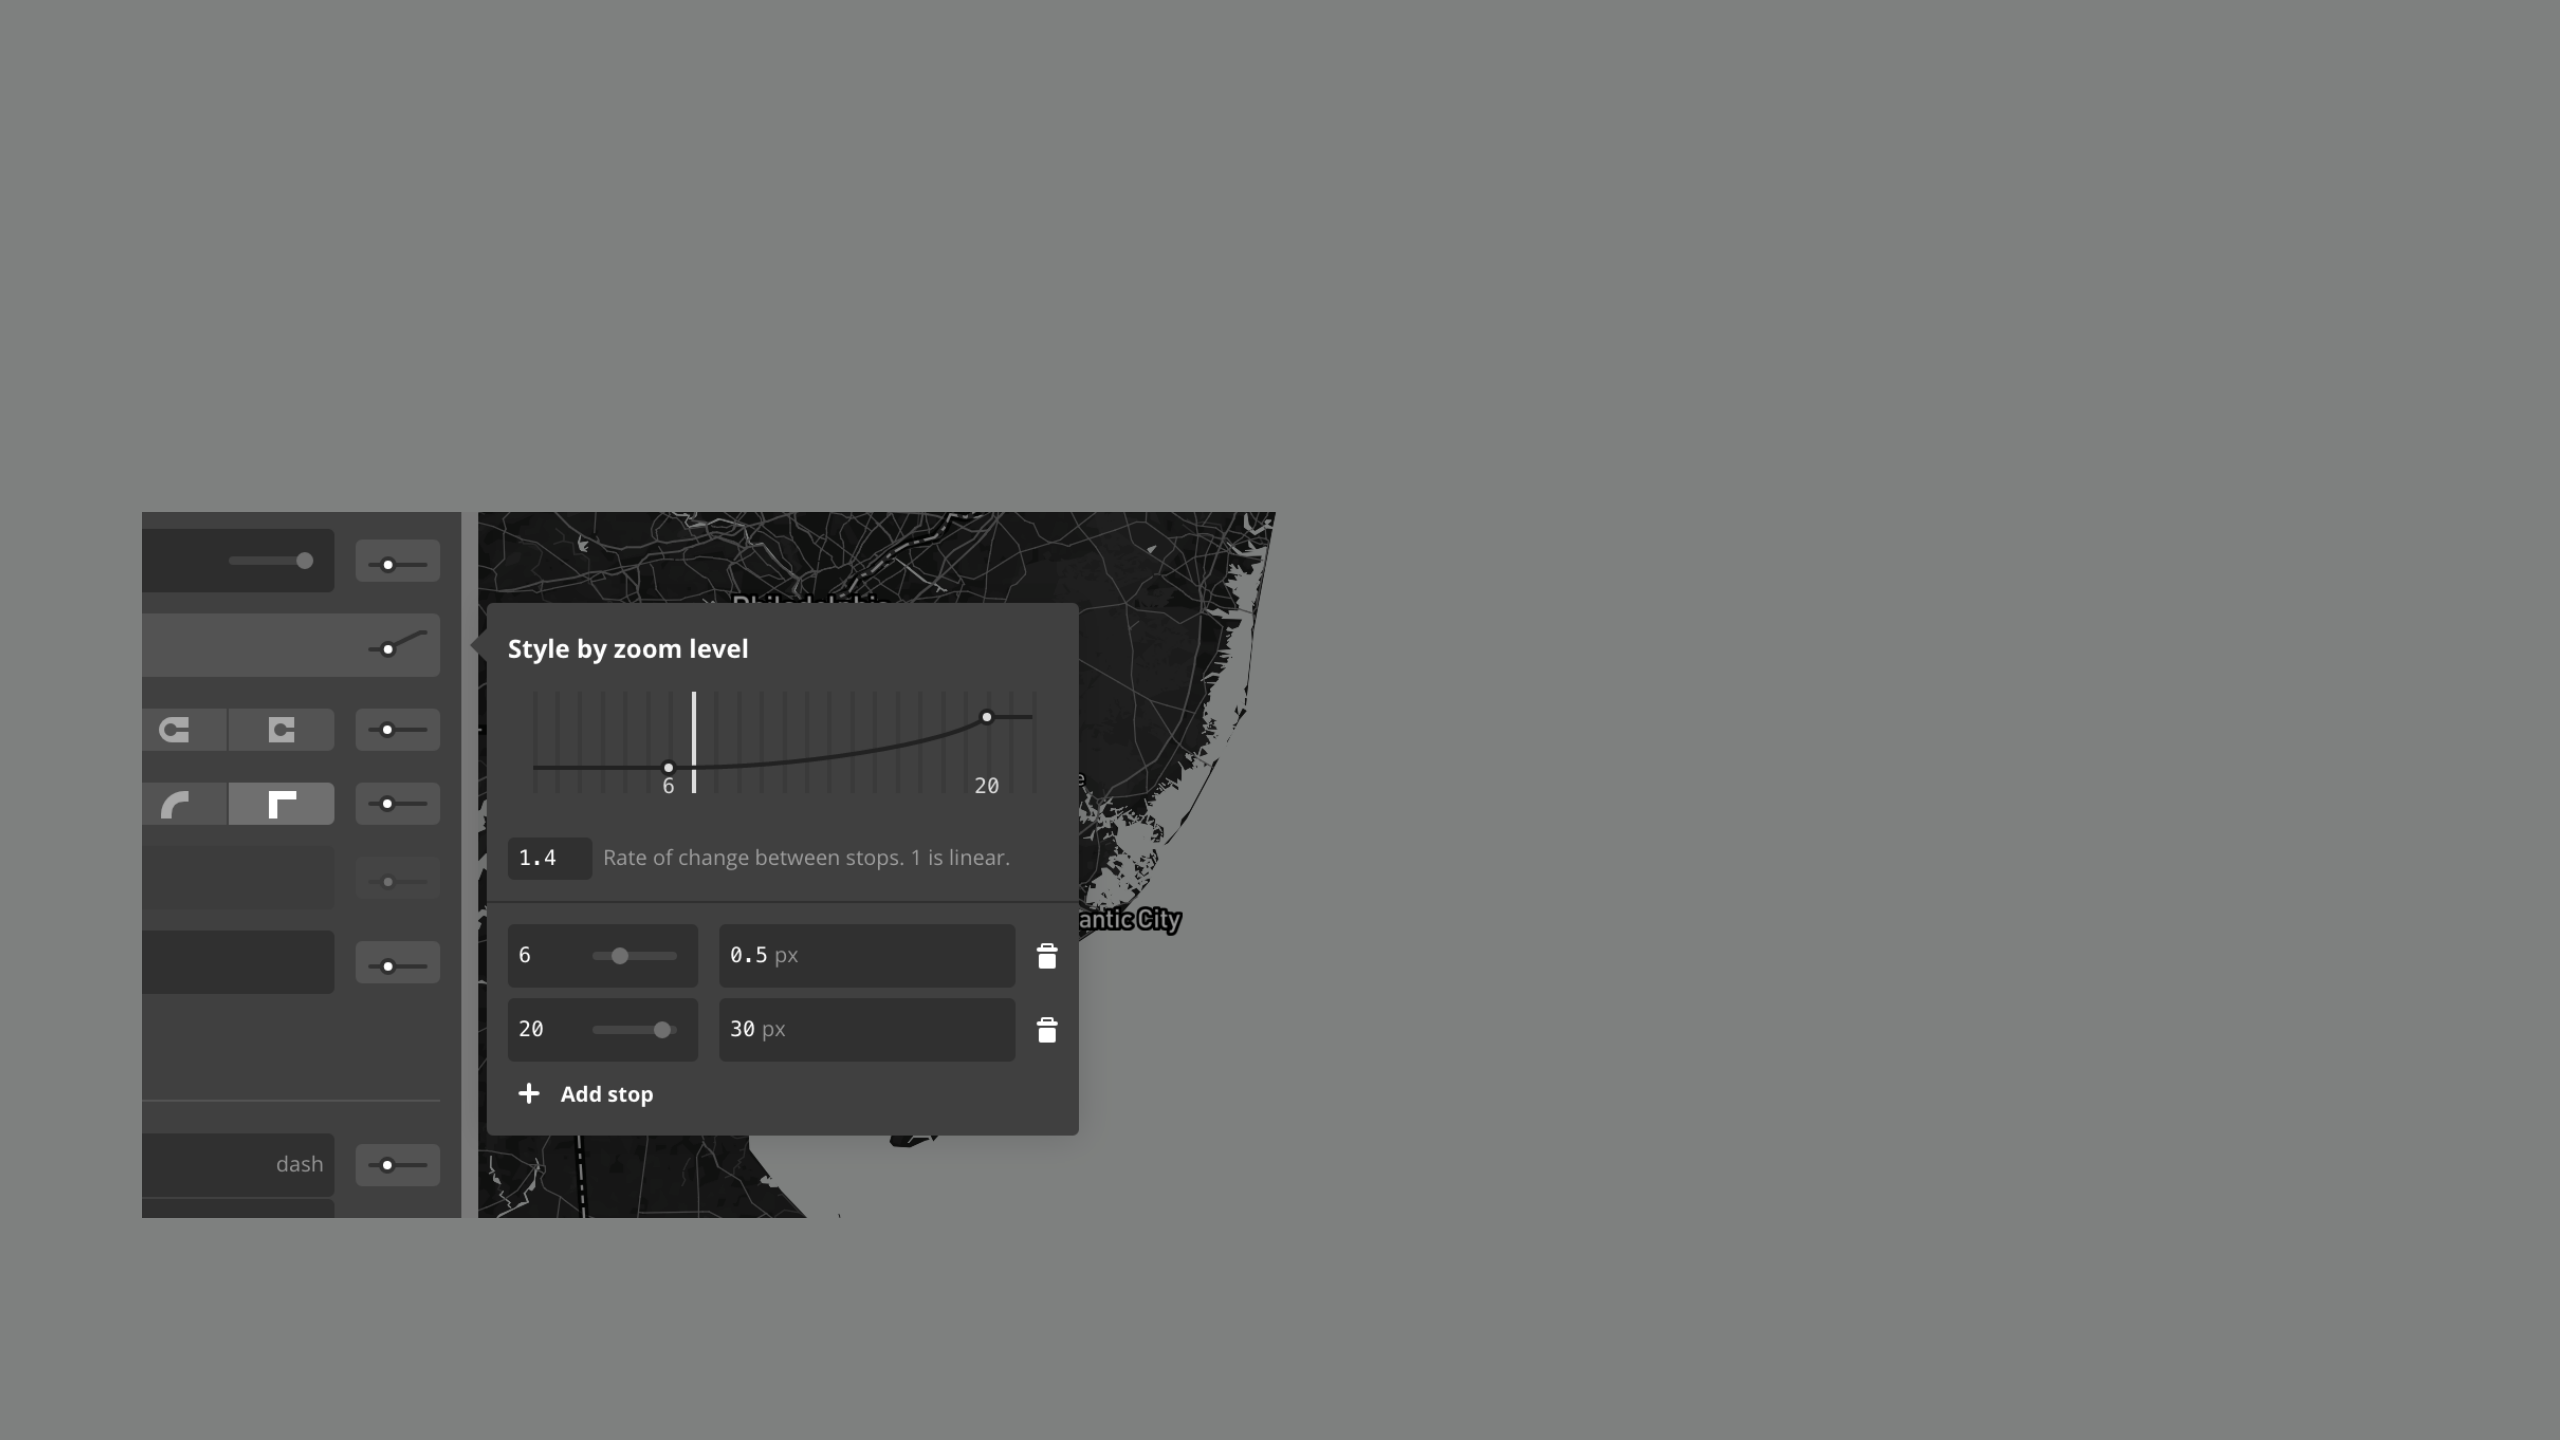 Style by zoom level
6
20
1.4 Rate of change between stops. 1 is linear.
antic City
6 0.5 px
20 30 px
Add stop
dash